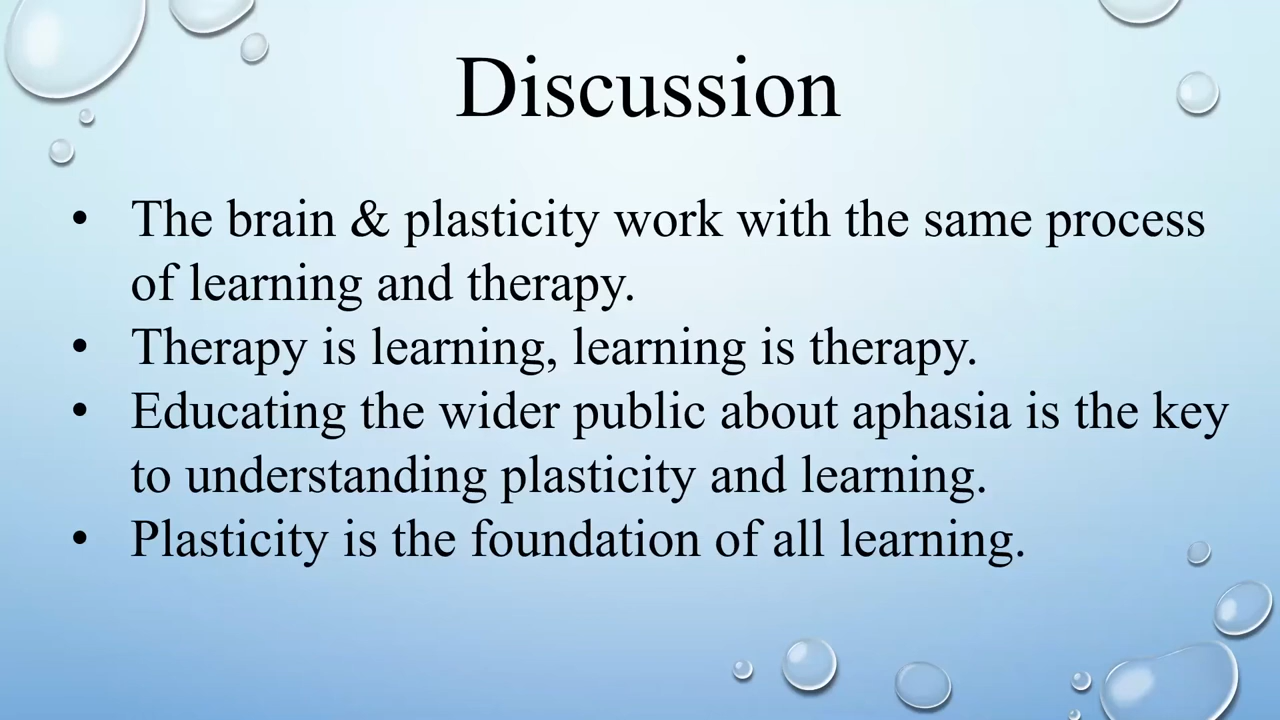 Discussion
• The brain & plasticity work with the same process
of learning and therapy.
• Therapy is learning, learning is therapy.
• Educating the wider public about aphasia is the key
to understanding plasticity and learning.
• Plasticity is the foundation of all learning.